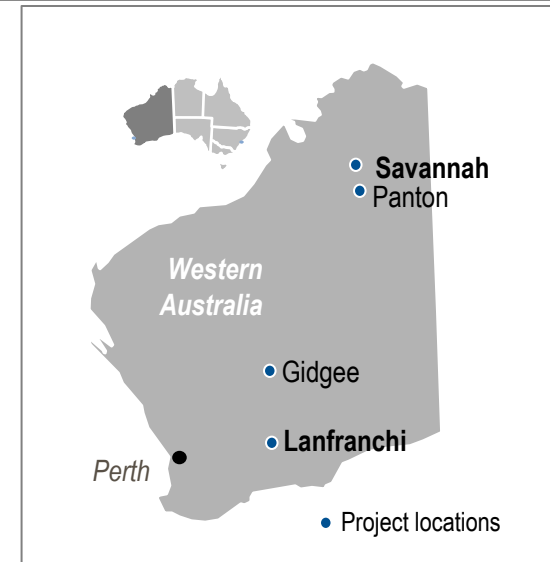 Savannah
Panton
Western
Australia
Gidgee
Lanfranchi
Perth
Project locations